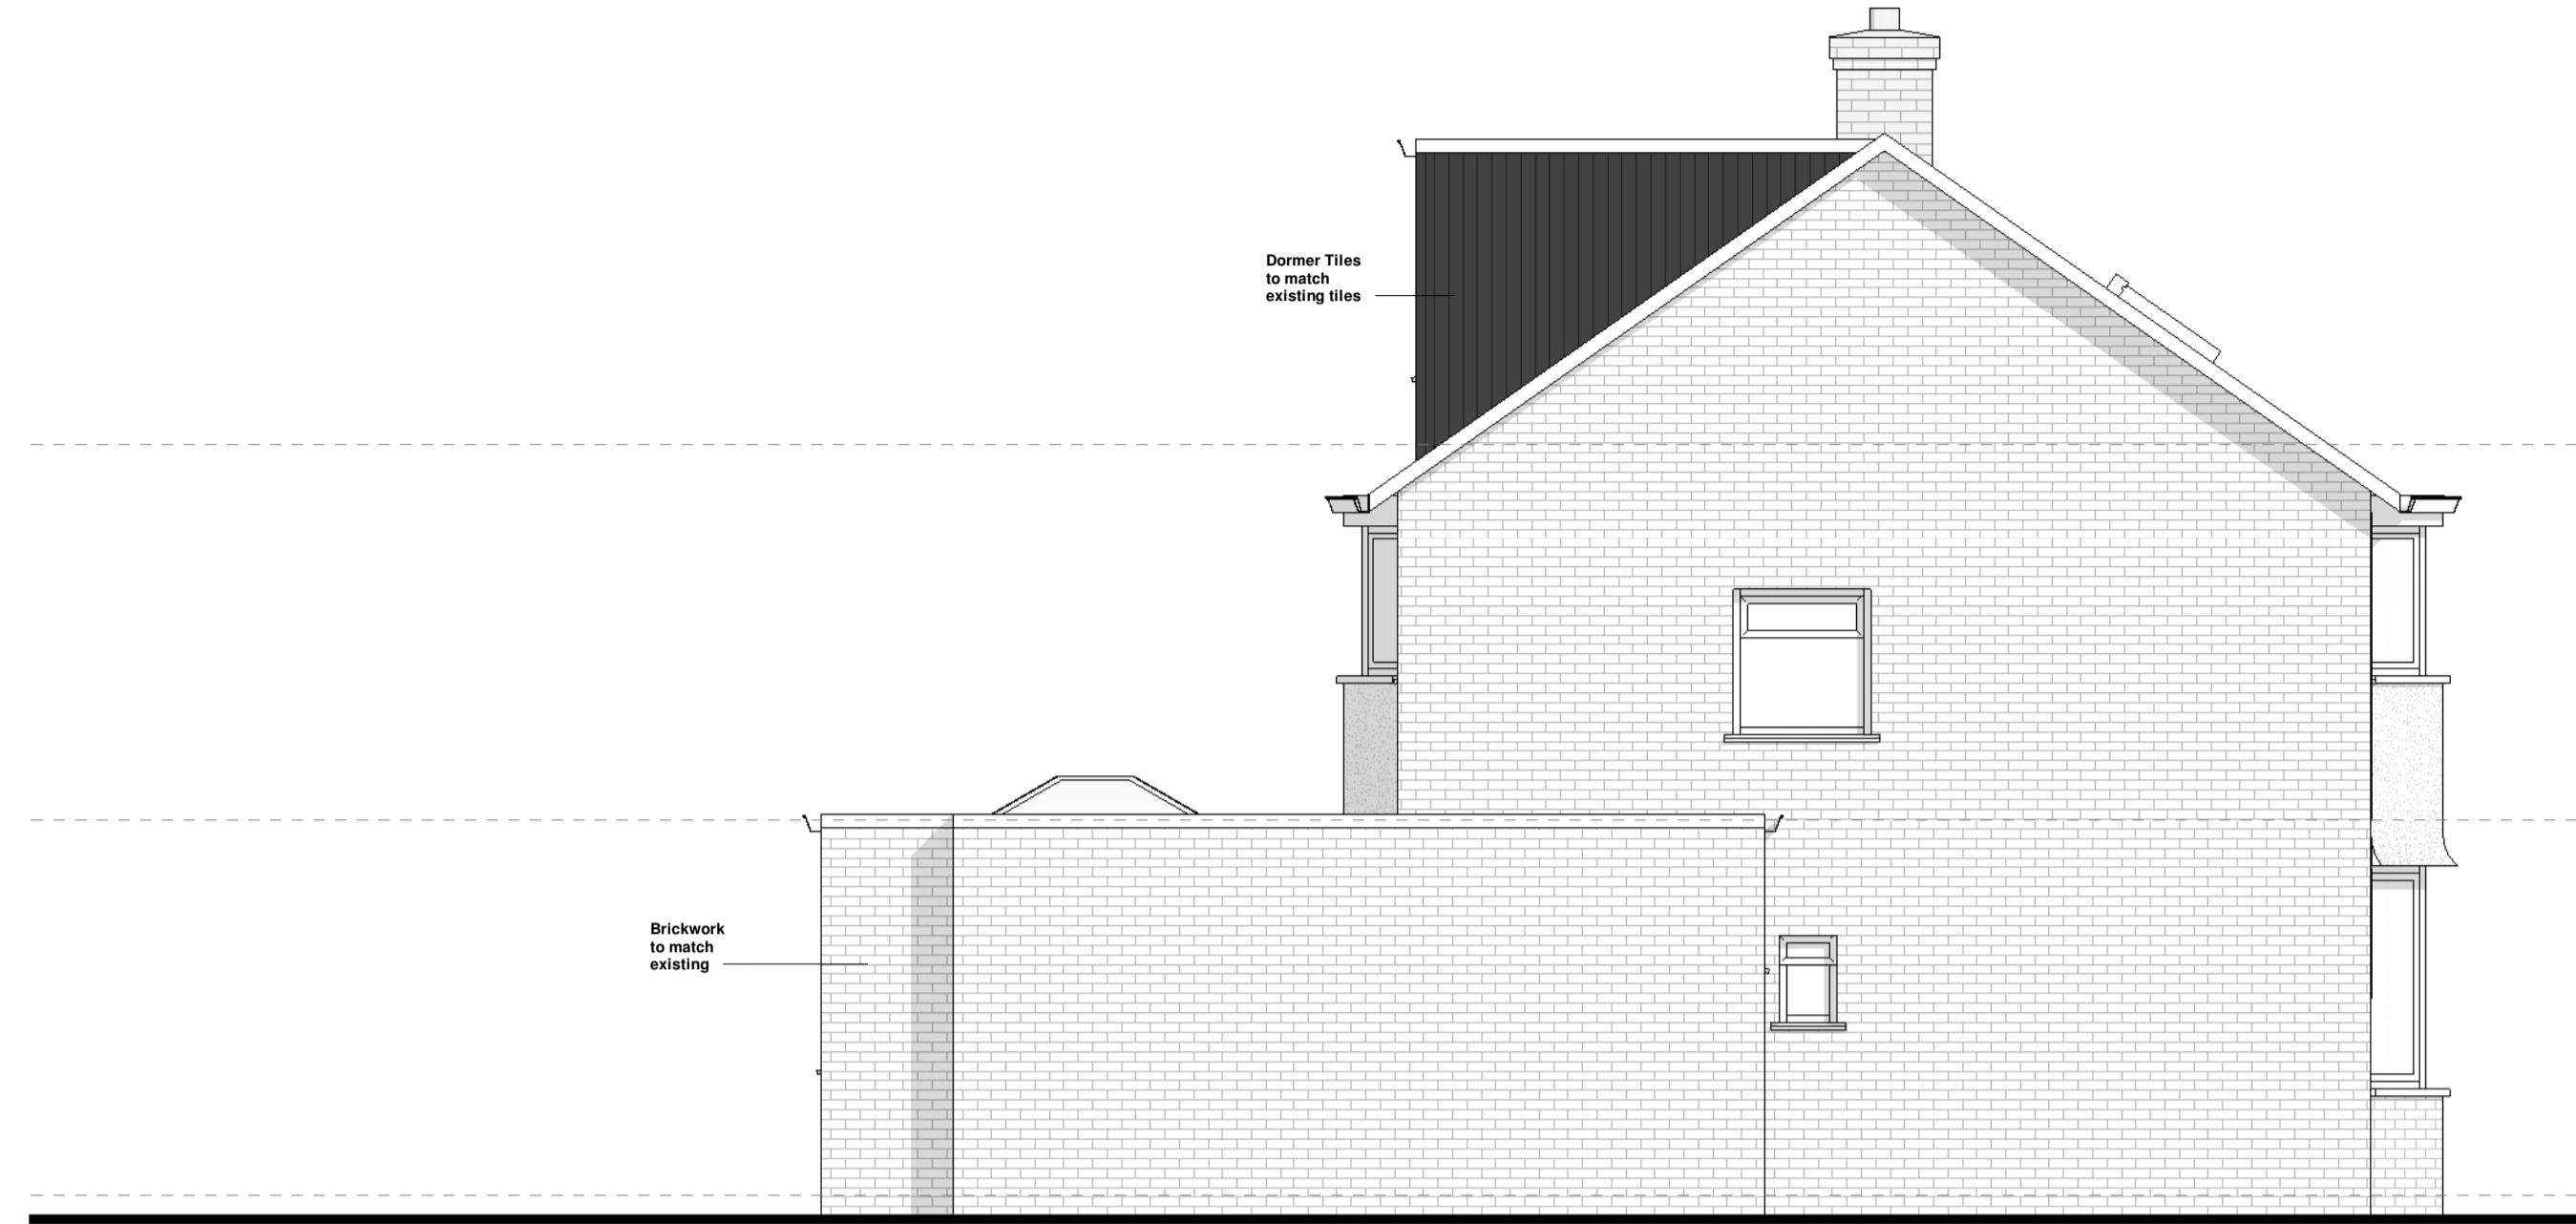 Dormer Tiles
to match
existing tiles
Brickwork
to match
existing